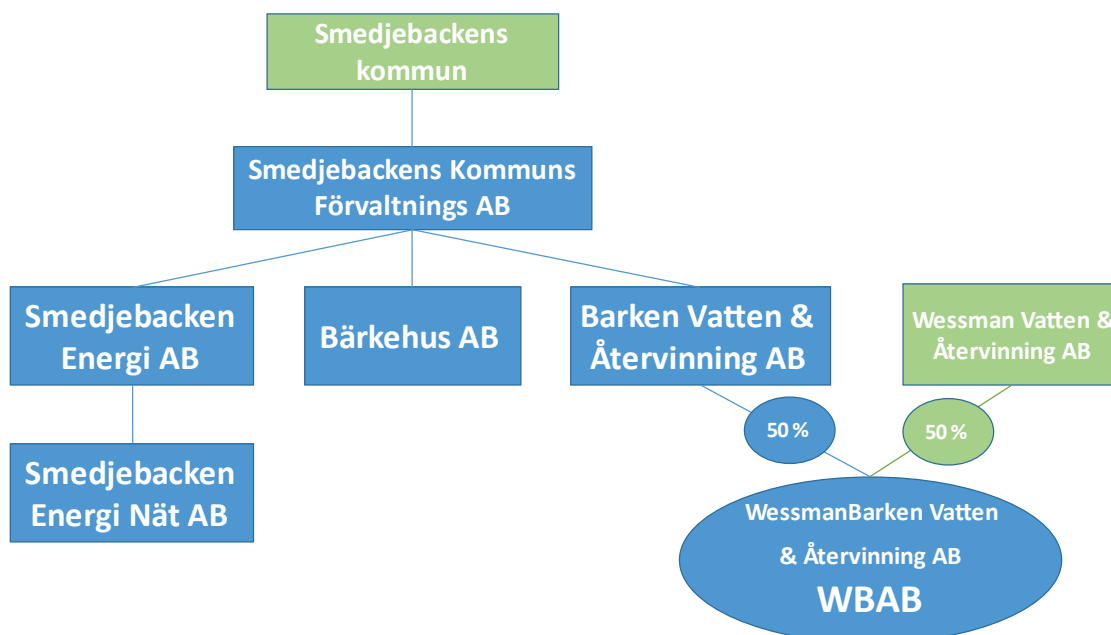 Smedjebackens
kommun
Smedjebackens Kommuns
Förvaltnings AB
Smedjebacken
Energi AB
Bärkehus AB
Barken Vatten &
Återvinning AB
Wessman Vatten &
Återvinning AB
50 %
50 %
Smedjebacken
Energi Nät AB
WessmanBarken Vatten
& Återvinning AB
WBAB